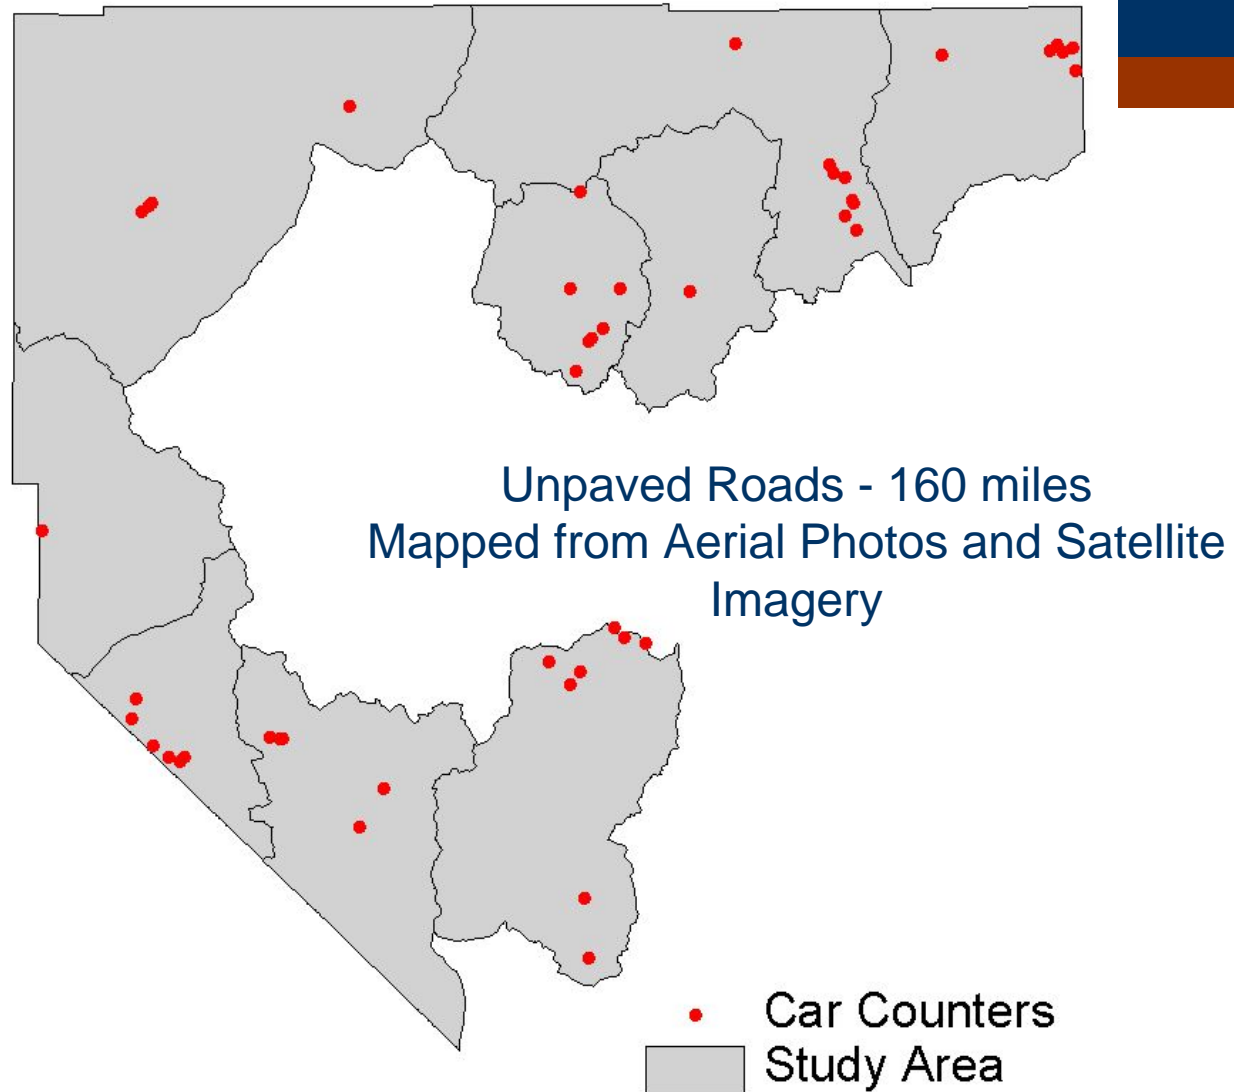 Unpaved Roads - 160 miles
Mapped from Aerial Photos and Satellite
Imagery
Car Counters
Study Area